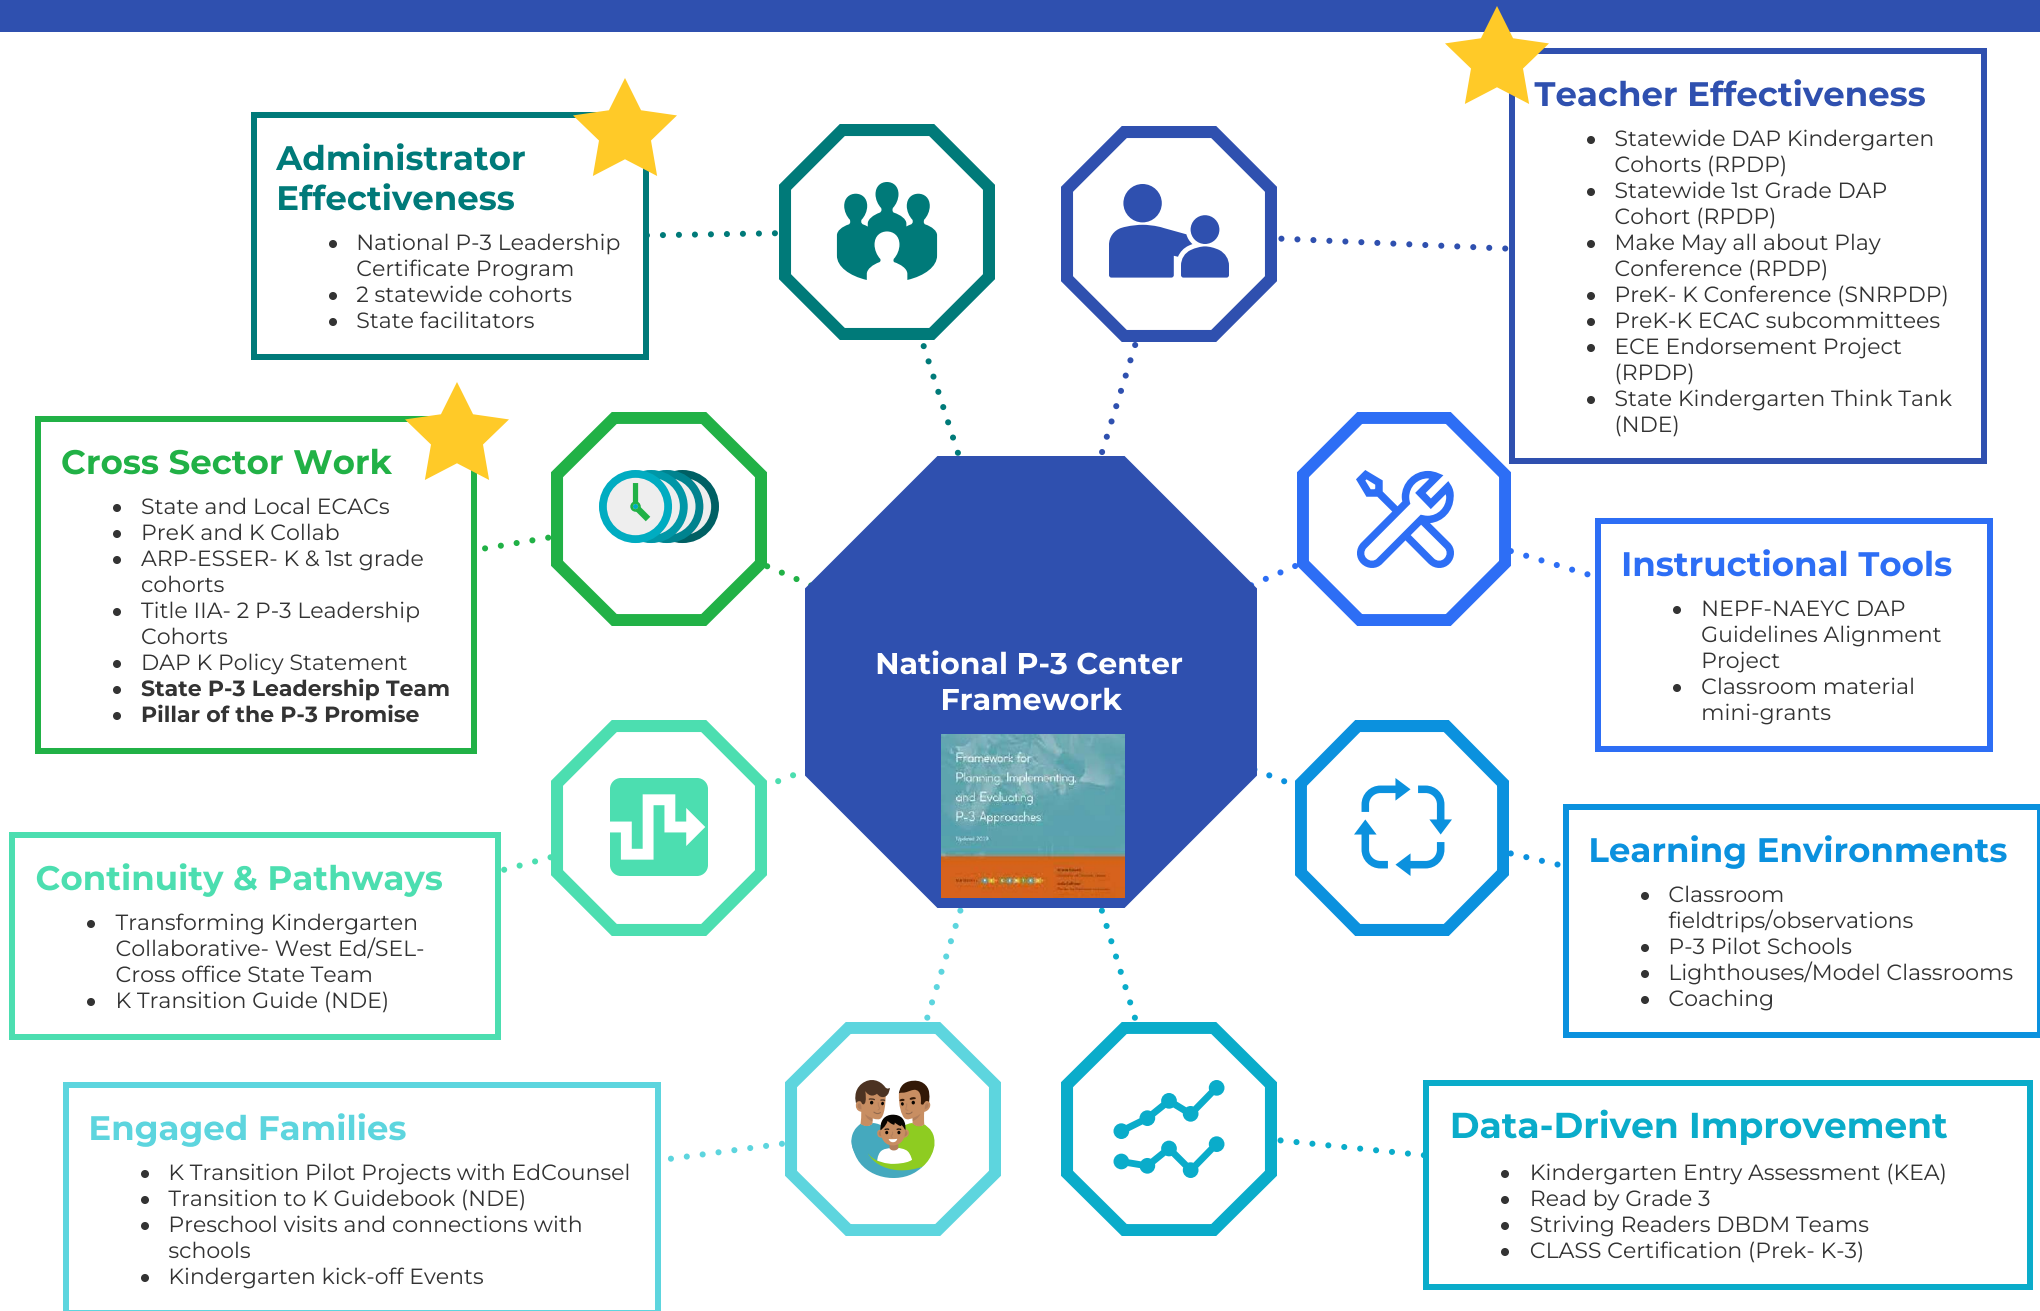 Administrator
Effectiveness
National P-3 Leadership
Certificate Program
2 statewide cohorts
State facilitators
Teacher Effectiveness
Statewide DAP Kindergarten
Cohorts (RPDP)
Statewide 1st Grade DAP
Cohort (RPDP)
Make May all about Play
Conference (RPDP)
PreK- K Conference (SNRPDP)
PreK-K ECAC subcommittees
ECE Endorsement Project
(RPDP)
State Kindergarten Think Tank
(NDE)
Cross Sector Work
State and Local ECACs
PreK and K Collab
ARP-ESSER- K & 1st grade
cohorts
Title IIA- 2 P-3 Leadership
Cohorts
DAP K Policy Statement
State P-3 Leadership Team
Pillar of the P-3 Promise
Instructional Tools
NEPF-NAEYC DAP
Guidelines Alignment
Project
Classroom material
mini-grants
National P-3 Center
Framework
Framework for
Planning, Implementing,
and Evaluating
P-3 Approaches
Updated 2019
Continuity & Pathways
Transforming Kindergarten
Collaborative- West Ed/SEL-
Cross office State Team
K Transition Guide (NDE)
Learning Environments
Classroom
fieldtrips/observations
P-3 Pilot Schools
Lighthouses/Model Classrooms
Coaching
Engaged Families
K Transition Pilot Projects with EdCounsel
Transition to K Guidebook (NDE)
Preschool visits and connections with
schools
Kindergarten kick-off Events
Data-Driven Improvement
Kindergarten Entry Assessment (KEA)
Read by Grade 3
Striving Readers DBDM Teams
CLASS Certification (Prek- K-3)